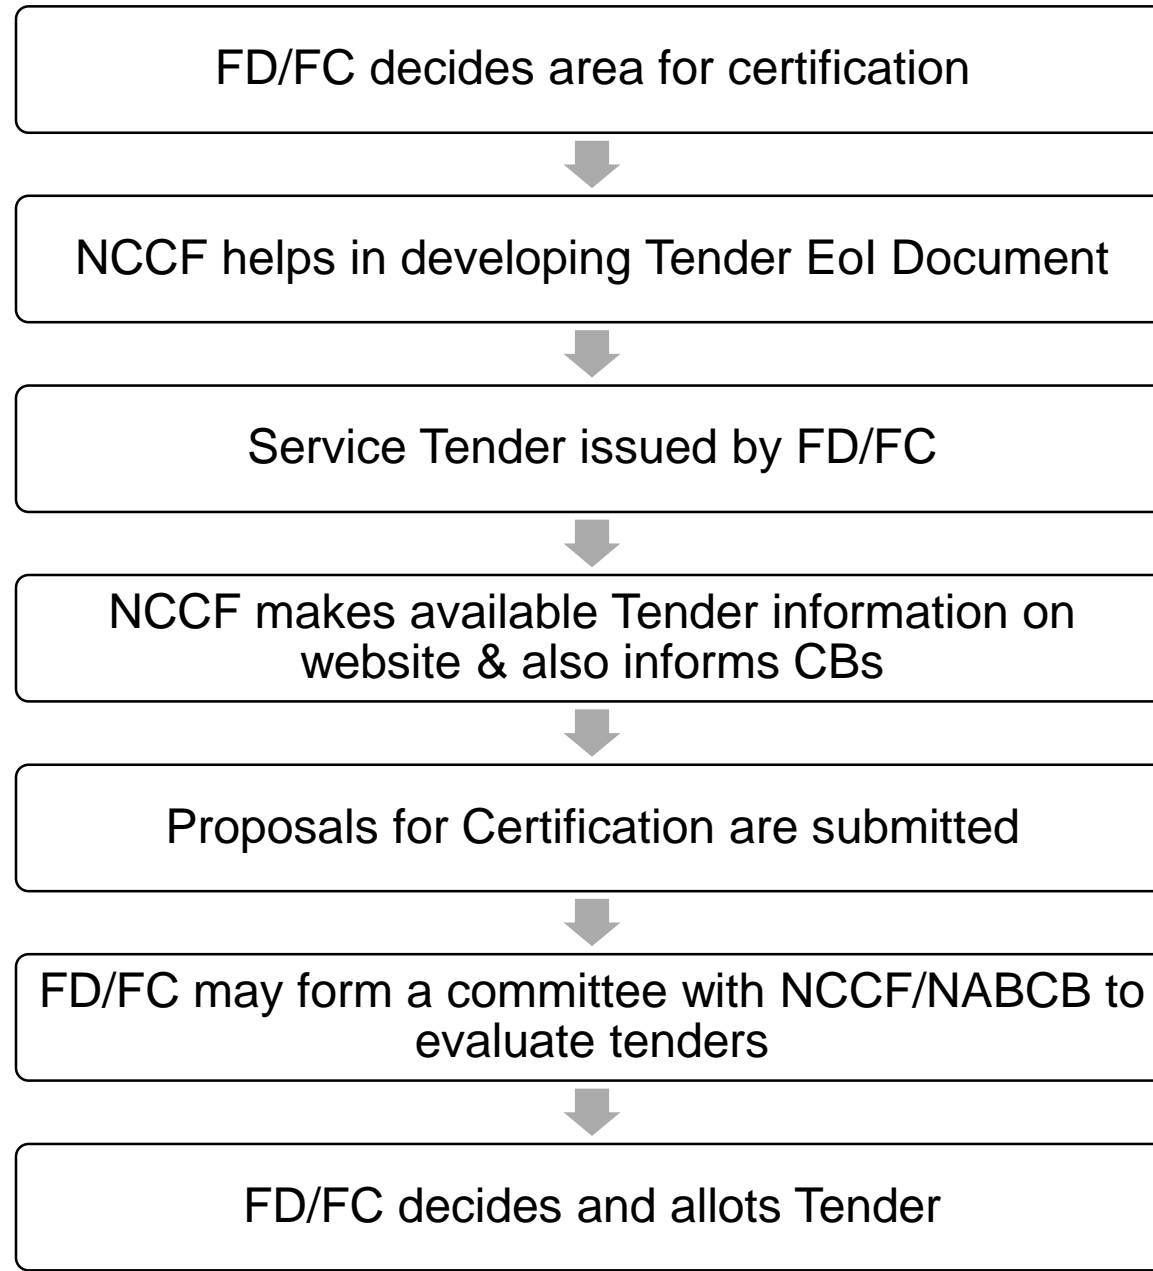 FD/FC decides area for certification
NCCF helps in developing Tender EoI Document
Service Tender issued by FD/FC
NCCF makes available Tender information on
website & also informs CBs
Proposals for Certification are submitted
FD/FC may form a committee with NCCF/NABCB to
evaluate tenders
FD/FC decides and allots Tender